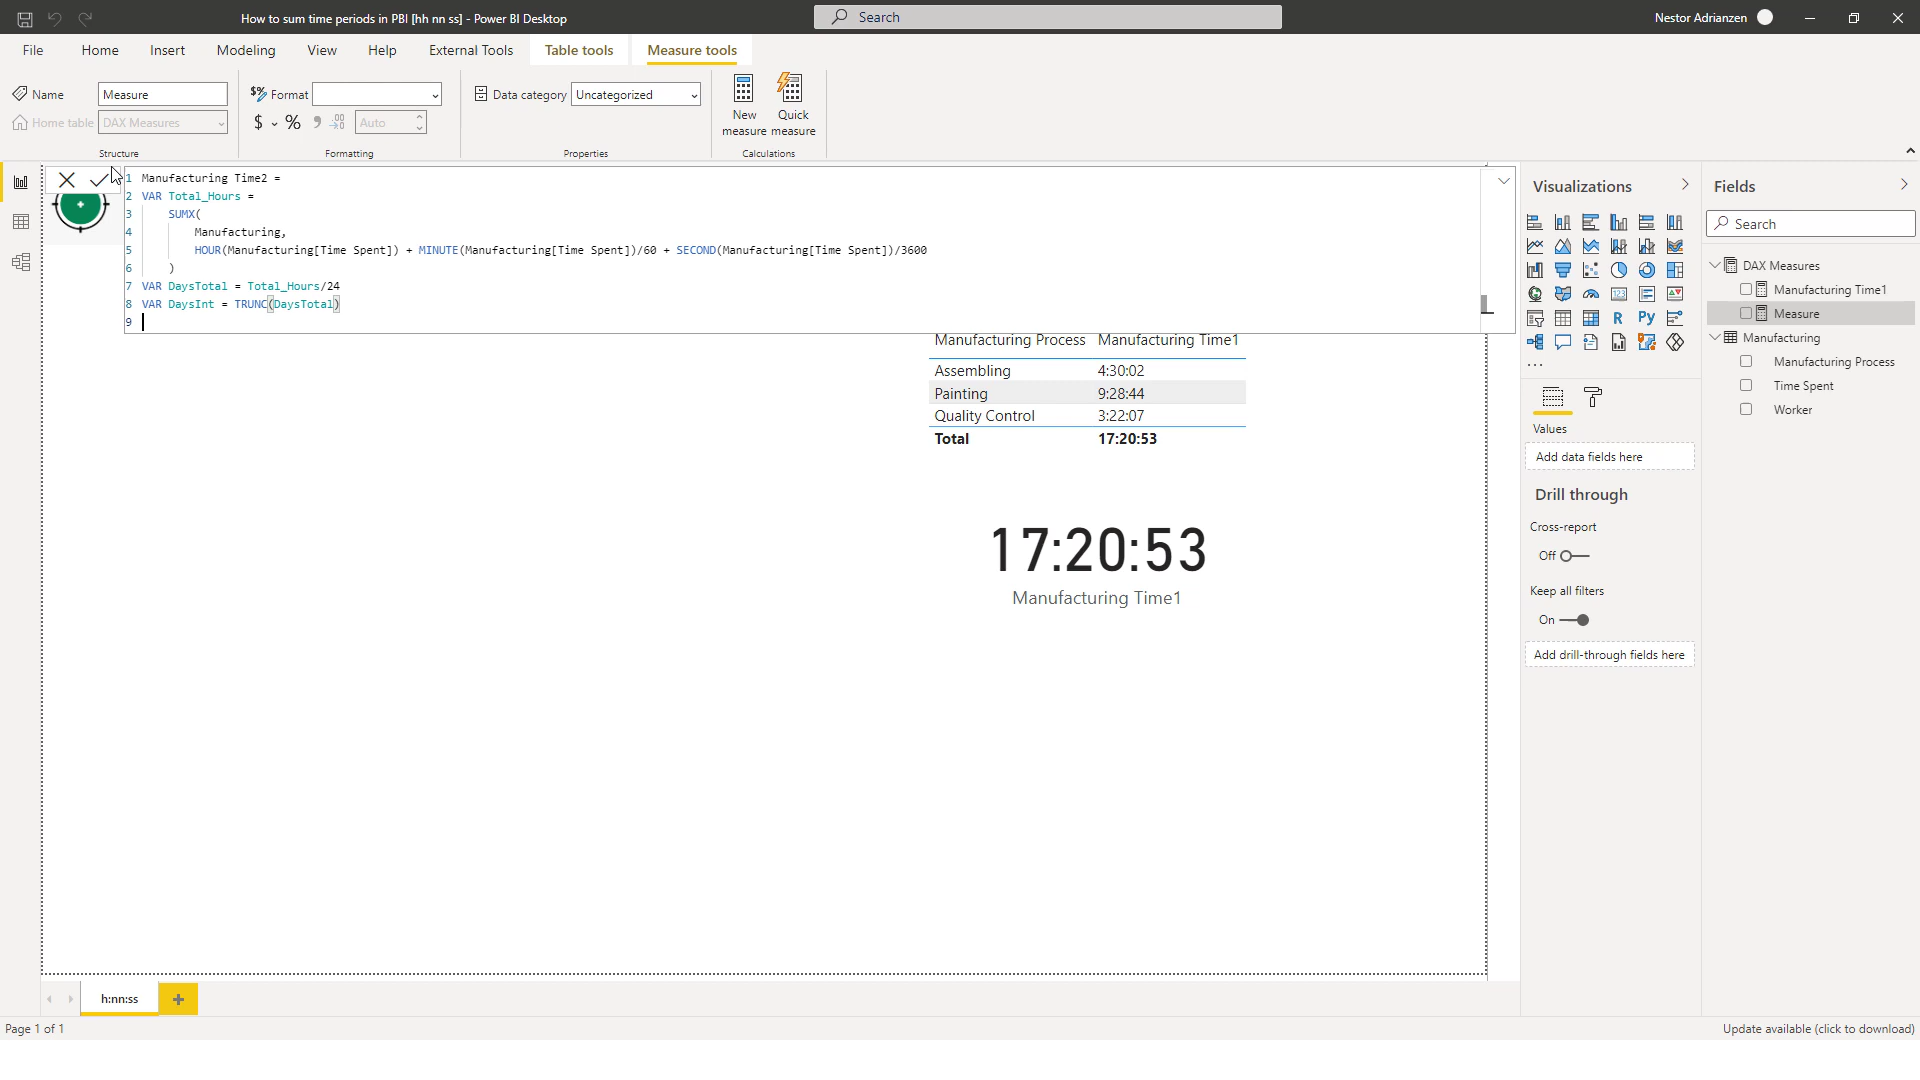 How to sum time periods in PBI [hh nn ss] - Power BI Desktop
Search
Nestor Adrianzen
File Home Insert Modeling View Help External Tools Table tools Measure tools
Name Measure
Home table DAX Measures
Structure
Format
$ % Auto
Formatting
Data category Uncategorized
Properties
New measure
Quick measure
Calculations
1 Manufacturing Time2 =
2 VAR Total_Hours =
3 SUMX(
4 Manufacturing,
5 HOUR(Manufacturing[Time Spent]) + MINUTE(Manufacturing[Time Spent])/60 + SECOND(Manufacturing[Time Spent])/3600
6 )
7 VAR DaysTotal = Total_Hours/24
8 VAR DaysInt = TRUNC(DaysTotal)
9
Manufacturing Process Manufacturing Time1
Assembling 4:30:02
Painting 9:28:44
Quality Control 3:22:07
Total 17:20:53
17:20:53
Manufacturing Time1
Visualizations
R
Py
123
...
Values
Add data fields here
Drill through
Cross-report
Off
Keep all filters
On
Add drill-through fields here
Fields
Search
DAX Measures
Manufacturing Time1
Measure
Manufacturing
Manufacturing Process
Time Spent
Worker
h:nn:ss
Page 1 of 1
Update available (click to download)